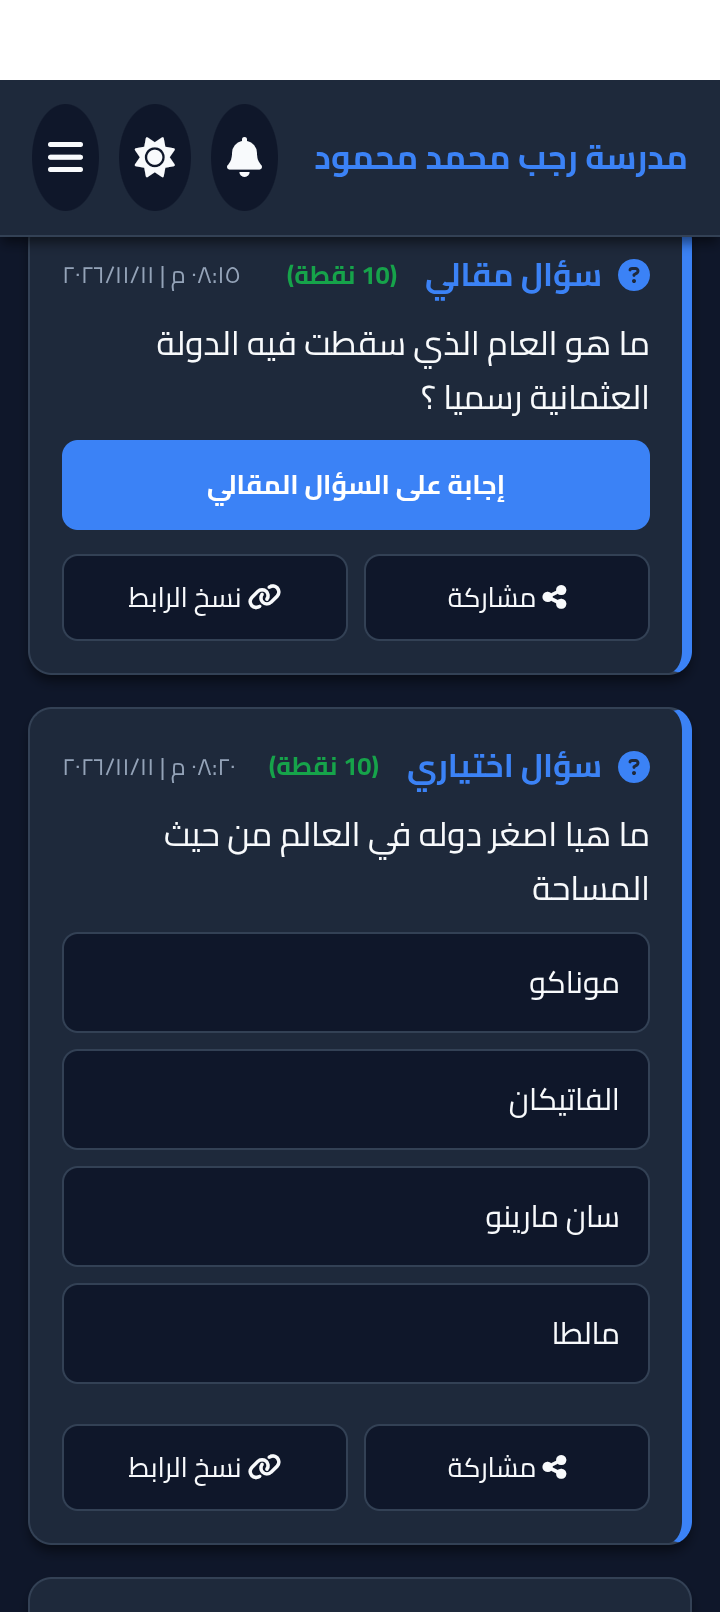 مدرسة رجب محمد محمود
سؤال مقالي (10 نقطة) ٠٨:١٥ م | ٢٠٢٦/١١/١١
ما هو العام الذي سقطت فيه الدولة
العثمانية رسميا ؟
إجابة على السؤال المقالي
مشاركة
نسخ الرابط
سؤال اختياري (10 نقطة) ٠٨:٢٠ م | ٢٠٢٦/١١/١١
ما هيا اصغر دوله في العالم من حيث
المساحة
موناكو
الفاتيكان
سان مارينو
مالطا
مشاركة
نسخ الرابط